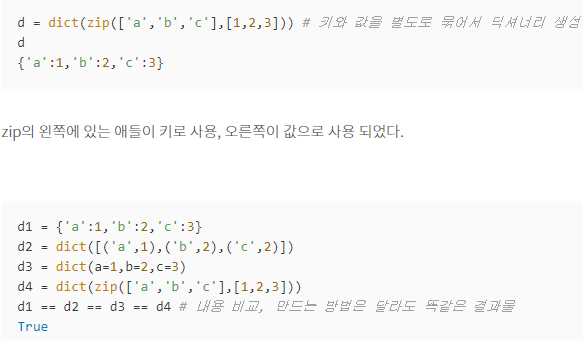 d = dict(zip(['a','b','c'],[1,2,3])) # 키와 값을 별도로 묶어서 딕셔너리 생성
d
{'a':1,'b':2,'c':3}
zip의 왼쪽에 있는 애들이 키로 사용, 오른쪽이 값으로 사용 되었다.
d1 = {'a':1,'b':2,'c':3}
d2 = dict([('a',1),('b',2),('c',2)])
d3 = dict(a=1,b=2,c=3)
d4 = dict(zip(['a','b','c'],[1,2,3]))
d1 == d2 == d3 == d4 # 내용 비교, 만드는 방법은 달라도 똑같은 결과물
True